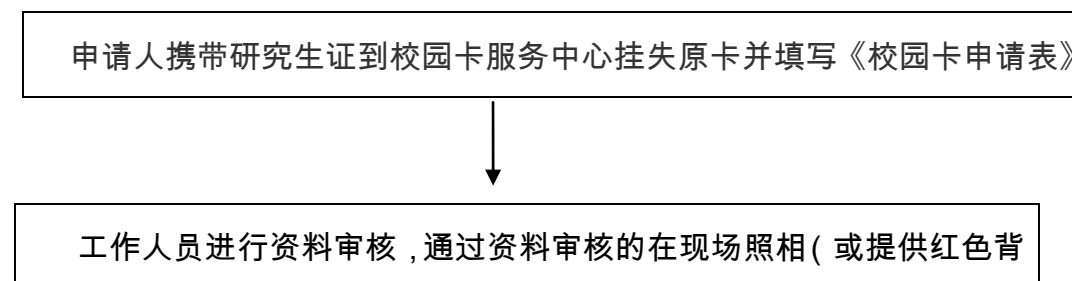 申请人携带研究生证到校园卡服务中心挂失原卡并填写《校园卡申请表》
工作人员进行资料审核，通过资料审核的在现场照相（或提供红色背